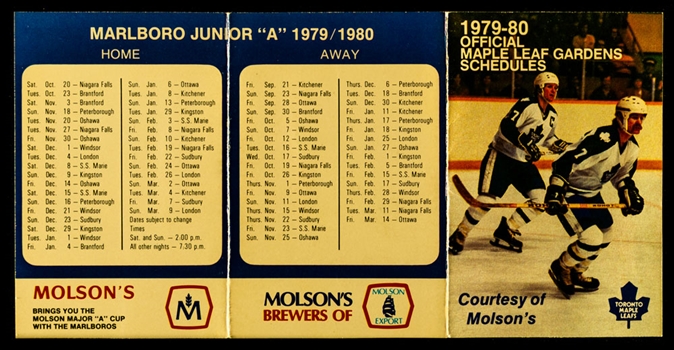 MARLBORO JUNIOR "A" 1979/1980
HOME
Sat. Oct. 20 - Niagara Falls
Tues. Oct. 23 - Brantford
Sat. Nov. 3 - Brantford
Sun. Nov. 18 - Peterborough
Tues. Nov. 20 - Oshawa
Tues. Nov. 27 - Niagara Falls
Fri. Nov. 30 - Oshawa
Sat. Dec. 1 - Windsor
Tues. Dec. 4 - London
Sat. Dec. 8 - S.S. Marie
Sun. Dec. 9 - Kingston
Fri. Dec. 14 - Oshawa
Sat. Dec. 15 - S.S. Marie
Sun. Dec. 16 - Peterborough
Fri. Dec. 21 - Windsor
Sun. Dec. 23 - Sudbury
Sat. Dec. 29 - Kingston
Tues. Jan. 1 - Windsor
Fri. Jan. 4 - Brantford
Sun. Jan. 6 - Ottawa
Tues. Jan. 8 - Kitchener
Sun. Jan. 13 - Peterborough
Tues. Jan. 29 - Kingston
Sun. Feb. 3 - S.S. Marie
Fri. Feb. 8 - Niagara Falls
Sun. Feb. 10 - Kitchener
Tues. Feb. 19 - Niagara Falls
Fri. Feb. 22 - Sudbury
Sun. Feb. 24 - Ottawa
Tues. Feb. 26 - London
Sun. Mar. 2 - Ottawa
Tues. Mar. 4 - Kitchener
Fri. Mar. 7 - Sudbury
Sun. Mar. 9 - London
Dates subject to change
Times
Sat. and Sun. - 2.00 p.m.
All other nights - 7.30 p.m.
MOLSON'S
BRINGS YOU THE
MOLSON MAJOR "A" CUP
WITH THE MARLBOROS
M
AWAY
Fri. Sep. 21 - Kitchener
Sun. Sep. 23 - Niagara Falls
Fri. Sep. 28 - Ottawa
Sun. Sep. 30 - Brantford
Fri. Oct. 5 - Oshawa
Sun. Oct. 7 - Windsor
Fri. Oct. 12 - London
Tues. Oct. 16 - S.S. Marie
Wed. Oct. 17 - Sudbury
Fri. Oct. 19 - Niagara Falls
Fri. Oct. 26 - Kingston
Thurs. Nov. 1 - Peterborough
Fri. Nov. 9 - Ottawa
Sun. Nov. 11 - London
Thurs. Nov. 15 - Windsor
Thurs. Nov. 22 - Sudbury
Fri. Nov. 23 - S.S. Marie
Sun. Nov. 25 - Oshawa
Thurs. Dec. 6 - Peterborough
Tues. Dec. 18 - Brantford
Sun. Dec. 30 - Kitchener
Fri. Jan. 11 - Kitchener
Thurs. Jan. 17 - Oshawa
Fri. Jan. 18 - Kingston
Fri. Jan. 25 - London
Sun. Jan. 27 - Oshawa
Fri. Feb. 1 - Kingston
Tues. Feb. 5 - Brantford
Fri. Feb. 15 - S.S. Marie
Sun. Feb. 17 - Sudbury
Thurs. Feb. 28 - Windsor
Fri. Feb. 29 - Niagara Falls
Tues. Mar. 11 - Niagara Falls
Fri. Mar. 14 - Ottawa
MOLSON'S
BREWERS OF
MOLSON
EXPORT
1979-80
OFFICIAL
MAPLE LEAF GARDENS
SCHEDULES
7
7
Courtesy of
Molson's
TORONTO
MAPLE
LEAFS